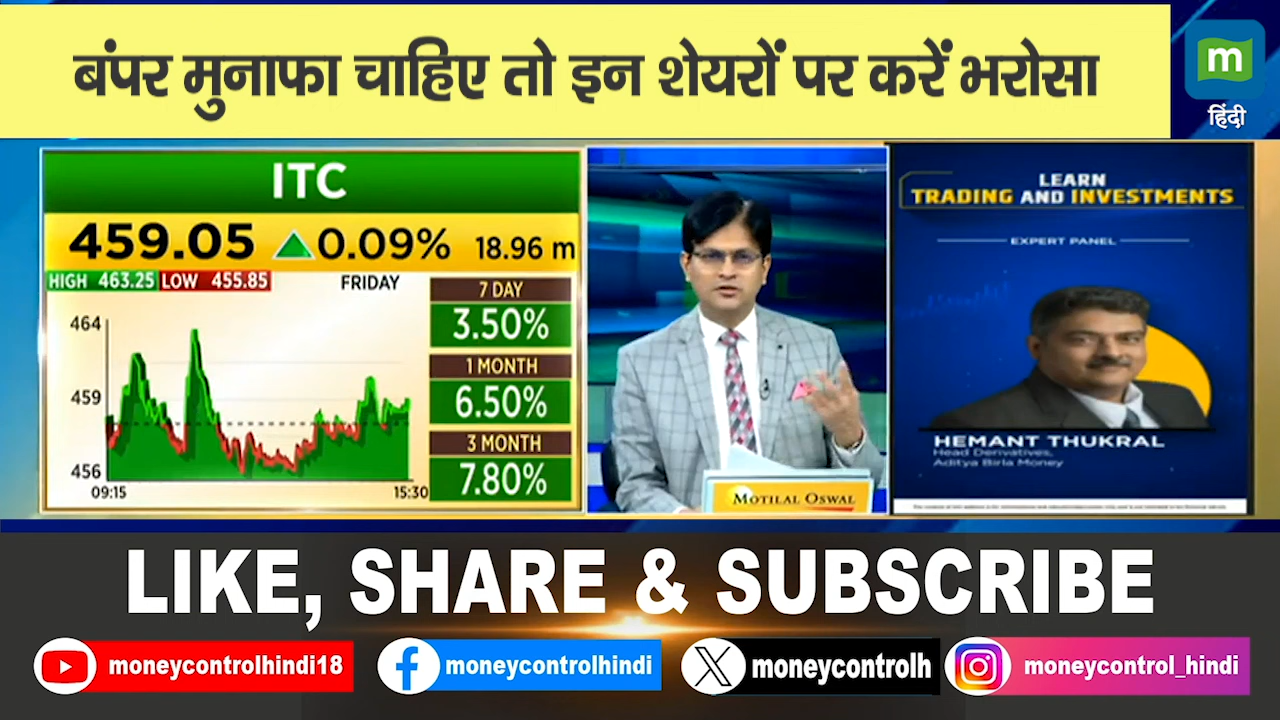 बंपर मुनाफा चाहिए तो इन शेयरों पर करें भरोसा
m
हिंदी
ITC
459.05 0.09% 18.96 m
HIGH 463.25 LOW 455.85 FRIDAY
464
459
456
09:15 15:30
7 DAY
3.50%
1 MONTH
6.50%
3 MONTH
7.80%
MOTILAL OSWAL
LEARN
TRADING AND INVESTMENTS
EXPERT PANEL
HEMANT THUKRAL
Head Derivatives,
Aditya Birla Money
LIKE, SHARE & SUBSCRIBE
moneycontrolhindi18
moneycontrolhindi
moneycontrolh
moneycontrol_hindi